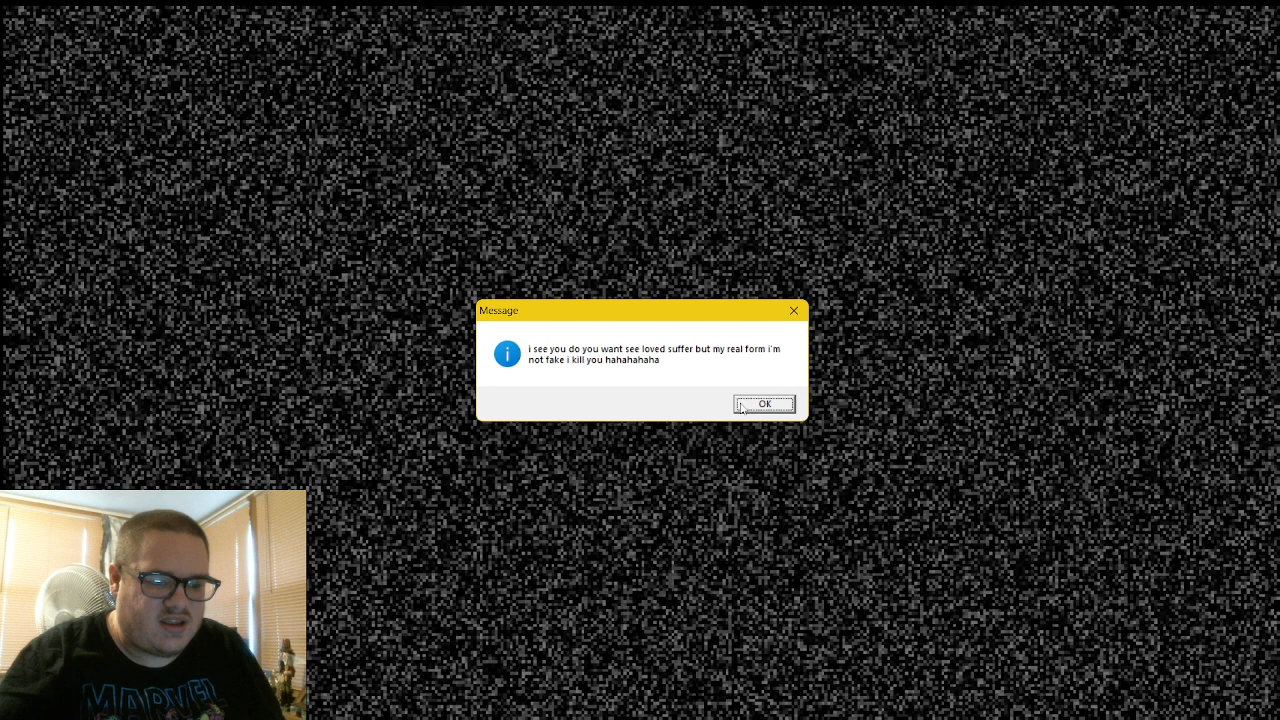 Message
i see you do you want see loved suffer but my real form i'm
not fake i kill you hahahahaha
OK
MARVEL